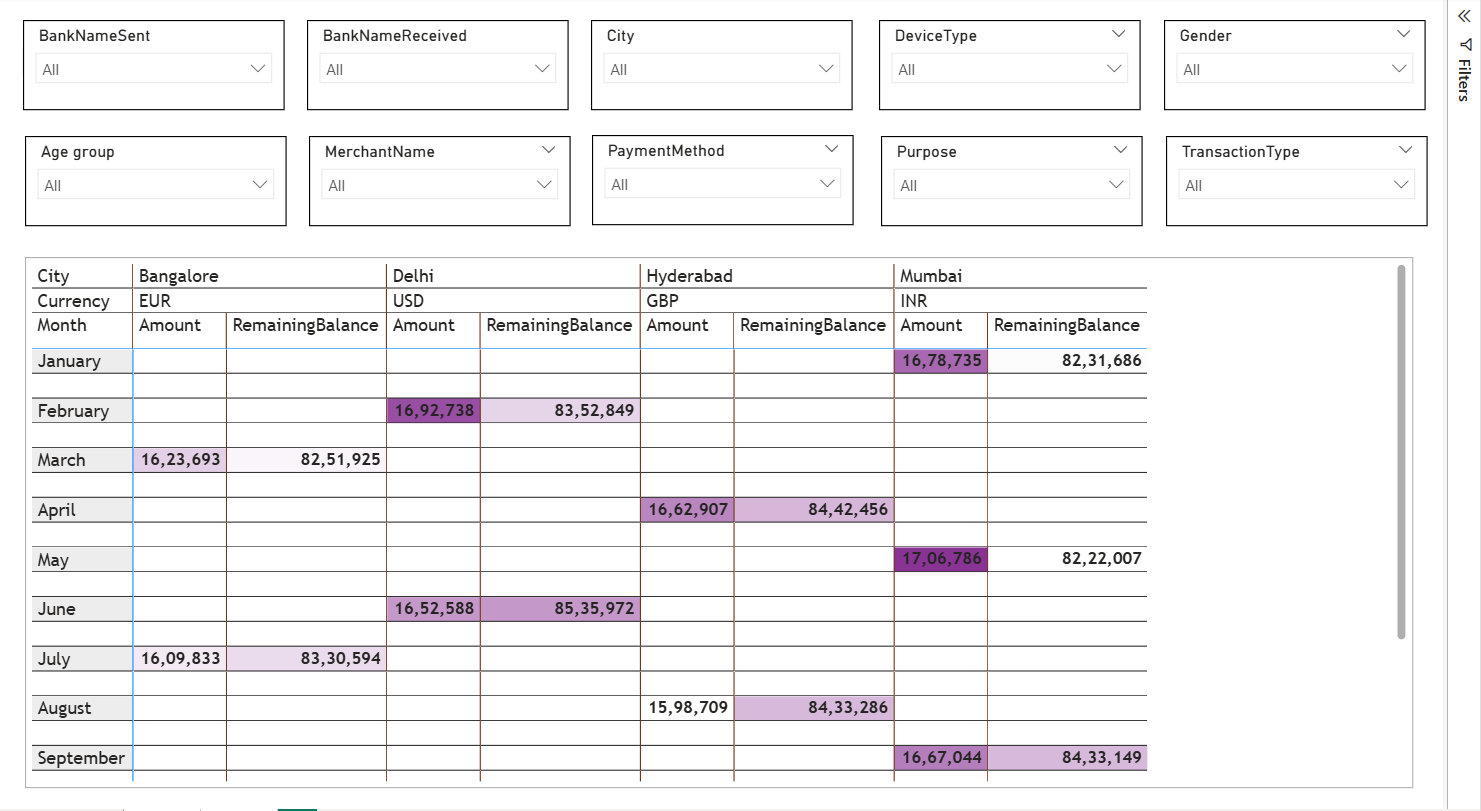 BankNameSent BankNameReceived City DeviceType Gender
All All All All All
Age group MerchantName PaymentMethod Purpose TransactionType
All All All All All
Filters
City Bangalore Delhi Hyderabad Mumbai
Currency EUR USD GBP INR
Month Amount RemainingBalance Amount RemainingBalance Amount RemainingBalance Amount RemainingBalance
January 16,78,735 82,31,686
February 16,92,738 83,52,849
March 16,23,693 82,51,925
April 16,62,907 84,42,456
May 17,06,786 82,22,007
June 16,52,588 85,35,972
July 16,09,833 83,30,594
August 15,98,709 84,33,286
September 16,67,044 84,33,149